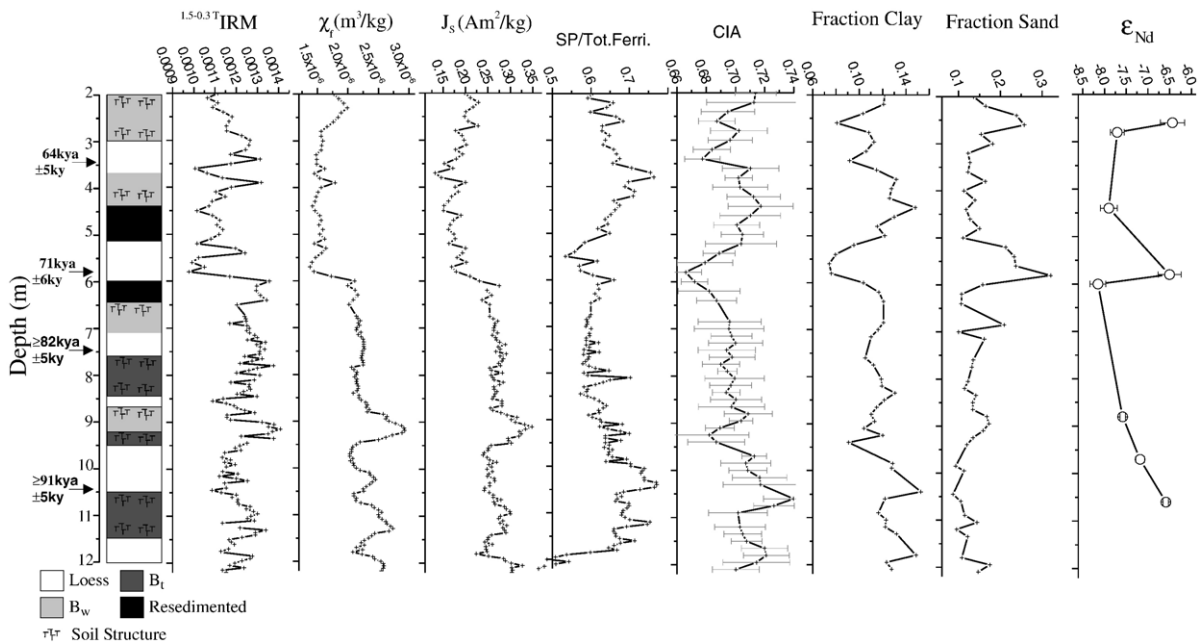 1.5-0.3 T IRM
χf (m³/kg)
Js (Am²/kg)
SP/Tot.Ferri.
CIA
Fraction Clay
Fraction Sand
εNd
0.0009 0.0010 0.0011 0.0012 0.0013 0.0014
1.5x10⁶ 2.0x10⁶ 2.5x10⁶ 3.0x10⁶
0.15 0.20 0.25 0.30 0.35
0.5 0.6 0.7
0.66 0.68 0.70 0.72 0.74
0.06 0.10 0.14
0.1 0.2 0.3
-8.5 -8.0 -7.5 -7.0 -6.5 -6.0
Depth (m)
2
3
64kya
±5ky
4
5
71kya
±6ky
6
7
≥82kya
±5ky
8
9
10
≥91kya
±5ky
11
12
Loess Bt
Bw Resedimented
Soil Structure